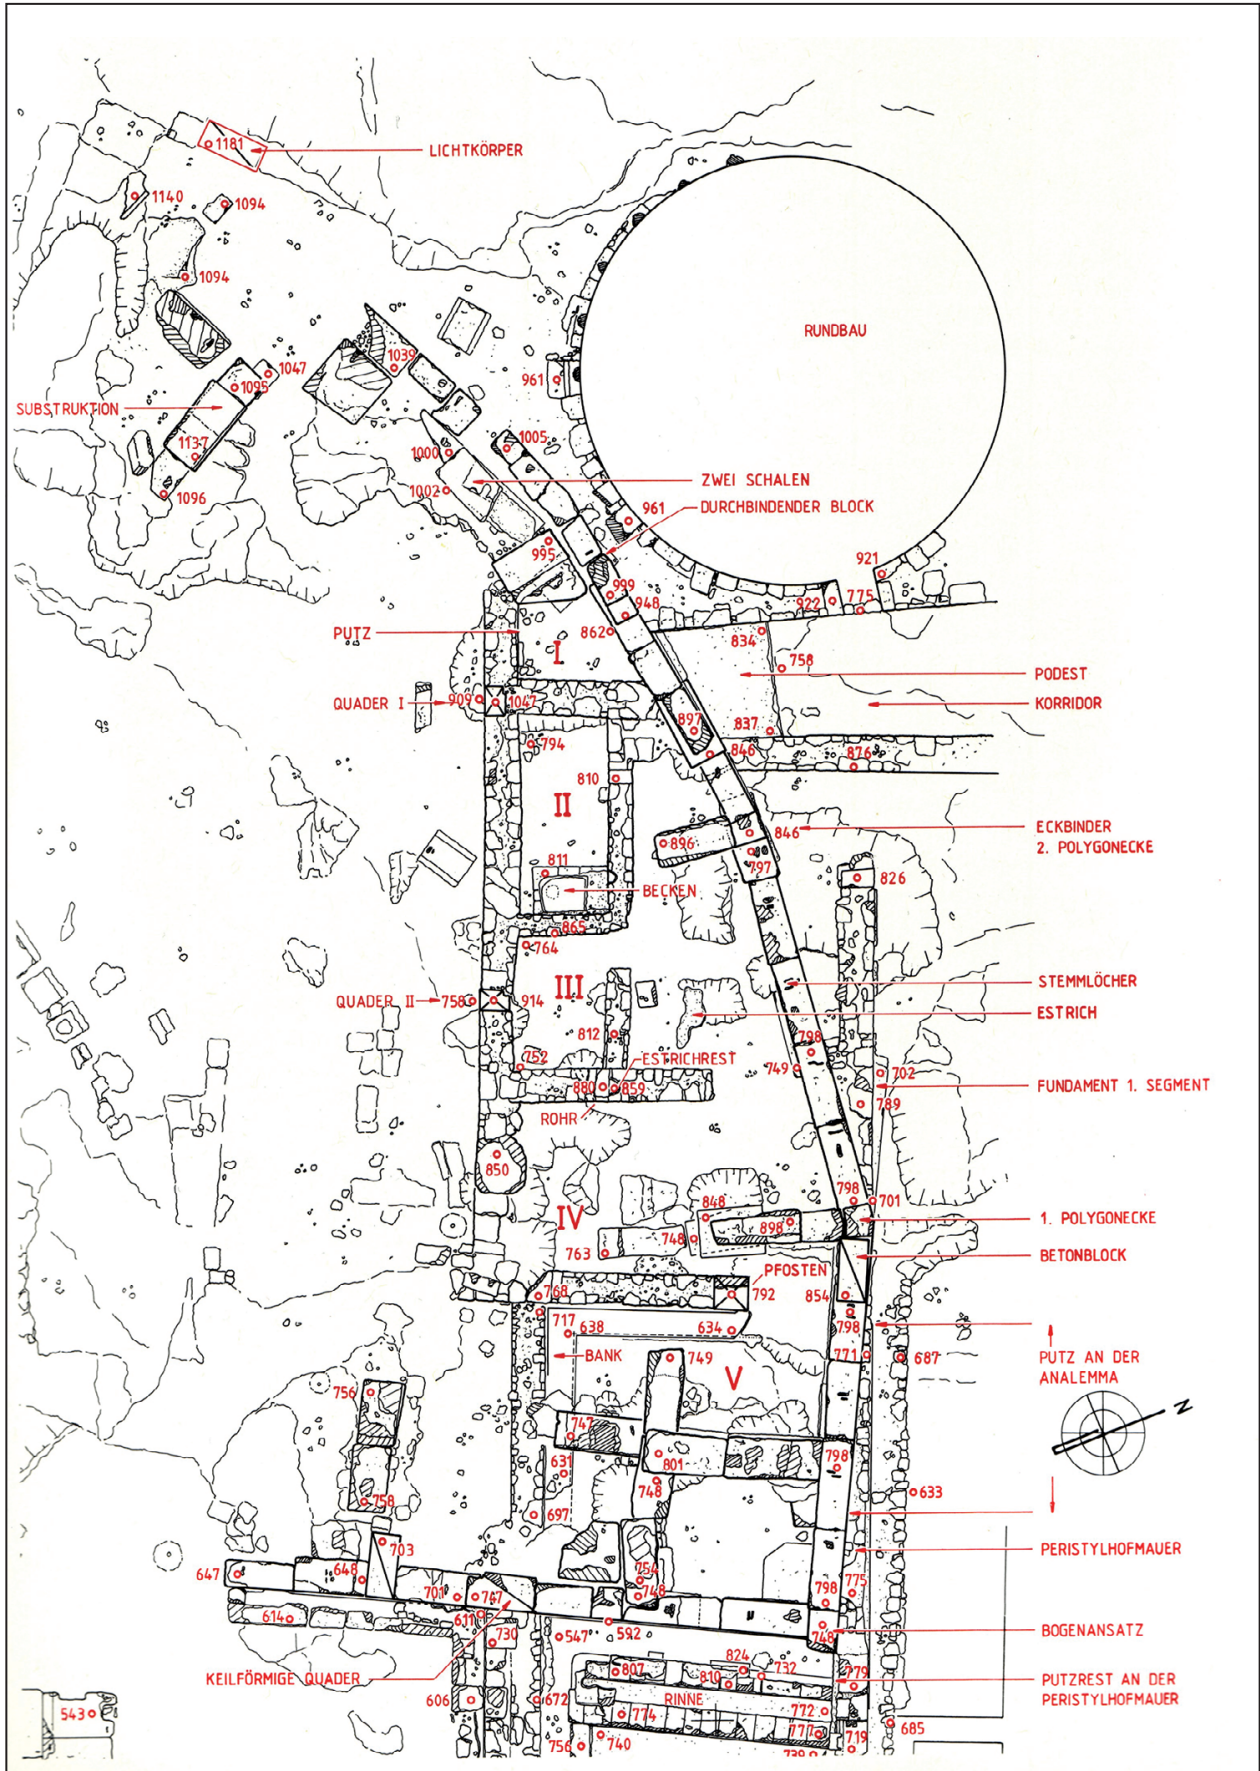 1181
LICHTKÖRPER
1140
1094
1094
RUNDBAU
1039
1047
961
1095
SUBSTRUKTION
1137
1005
1000
1002
1096
ZWEI SCHALEN
DURCHBINDENDER BLOCK
961
995
921
999
922
775
948
PUTZ
862
834
I
758
PODEST
QUADER I
909
1047
KORRIDOR
897
837
794
846
876
810
II
846
ECKBINDER
2. POLYGONECKE
896
797
811
826
BECKEN
865
764
III
STEMMLÖCHER
QUADER II
758
914
ESTRICH
812
798
752
ESTRICHREST
749
702
880
859
FUNDAMENT 1. SEGMENT
789
ROHR
850
798
701
IV
848
898
1. POLYGONECKE
748
763
BETONBLOCK
PFOSTEN
768
792
854
717
638
634
798
BANK
749
771
687
PUTZ AN DER
ANALEMMA
V
756
N
747
801
798
631
748
633
758
697
703
PERISTYLHOFMAUER
647
648
754
701
747
748
798
775
614
611
592
748
BOGENANSATZ
730
547
824
732
KEILFÖRMIGE QUADER
807
810
779
PUTZREST AN DER
PERISTYLHOFMAUER
606
672
RINNE
543
774
772
685
756
740
777
719
739